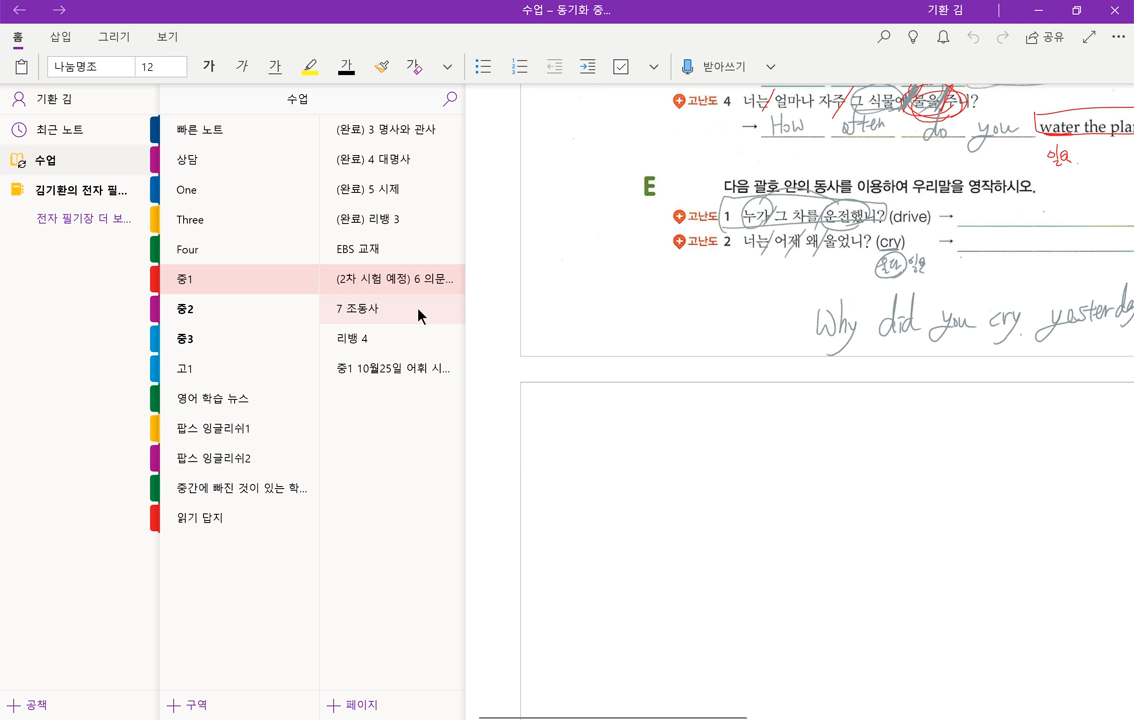 수업 – 동기화 중...
기환 김
홈 삽입 그리기 보기
공유
나눔명조 12 가 가 가 가 가 받아쓰기
기환 김
최근 노트
수업
김기환의 전자 필...
전자 필기장 더 보...
공책
수업
빠른 노트
상담
One
Three
Four
중1
중2
중3
고1
영어 학습 뉴스
팝스 잉글리쉬1
팝스 잉글리쉬2
중간에 빠진 것이 있는 학...
읽기 답지
구역
(완료) 3 명사와 관사
(완료) 4 대명사
(완료) 5 시제
(완료) 리뱅 3
EBS 교재
(2차 시험 예정) 6 의문...
7 조동사
리뱅 4
중1 10월25일 어휘 시...
페이지
고난도 4 너는 얼마나 자주 그 식물에 물을 주니?
→ How often do you water the pla
일요
E 다음 괄호 안의 동사를 이용하여 우리말을 영작하시오.
고난도 1 누가 그 차를 운전했니? (drive) →
고난도 2 너는 어제 왜 울었니? (cry) →
울다 일반
Why did you cry yesterda